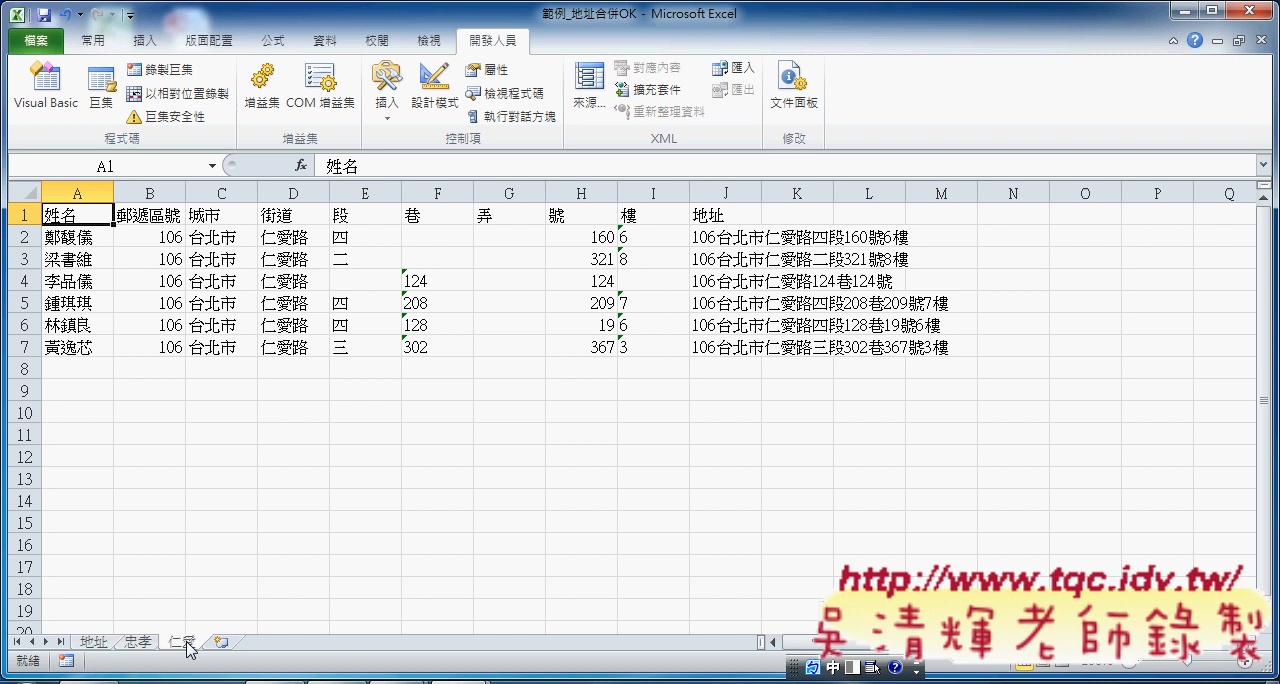 範例_地址合併OK - Microsoft Excel
檔案 常用 插入 版面配置 公式 資料 校閱 檢視 開發人員
Visual Basic 巨集 錄製巨集 以相對位置錄製 巨集安全性 程式碼
增益集 COM 增益集 增益集
插入 設計模式 屬性 檢視程式碼 執行對話方塊 控制項
來源... 對應內容 擴充套件 重新整理資料 匯入 匯出 XML
文件面板 修改
A1 fx 姓名
A B C D E F G H I J K L M N O P Q
1 姓名 郵遞區號 城市 街道 段 巷 弄 號 樓 地址
2 鄭馥儀 106 台北市 仁愛路 四 160 6 106台北市仁愛路四段160號6樓
3 梁書維 106 台北市 仁愛路 二 321 8 106台北市仁愛路二段321號8樓
4 李品儀 106 台北市 仁愛路 124 124 106台北市仁愛路124巷124號
5 鍾琪琪 106 台北市 仁愛路 四 208 209 7 106台北市仁愛路四段208巷209號7樓
6 林鎮良 106 台北市 仁愛路 四 128 19 6 106台北市仁愛路四段128巷19號6樓
7 黃逸芯 106 台北市 仁愛路 三 302 367 3 106台北市仁愛路三段302巷367號3樓
8
9
10
11
12
13
14
15
16
17
18
19
20
地址 忠孝 仁愛
就緒
中
http://www.tqc.idv.tw/
吳清輝老師錄製